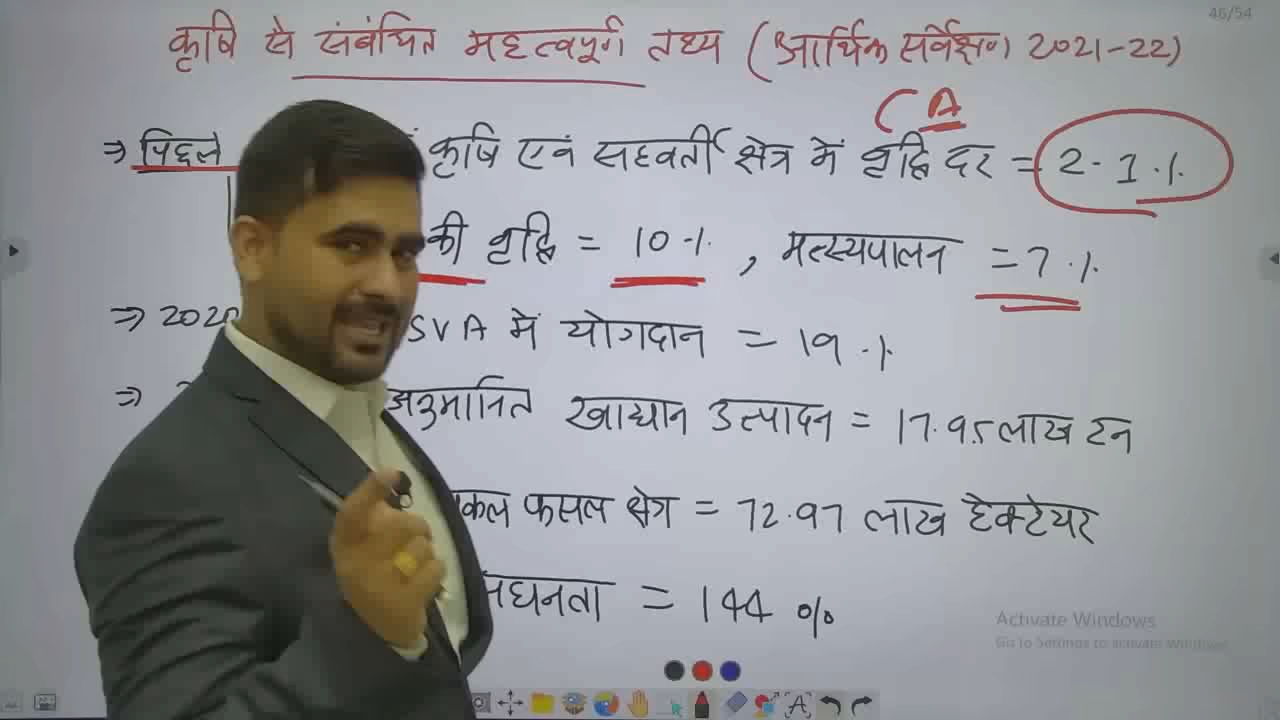 46/54
कृषि से संबंधित महत्वपूर्ण तथ्य (आर्थिक सर्वेक्षण 2021-22)
(A
⇒ पिछले कृषि एवं सहवर्ती क्षेत्र में वृद्धि दर = 2.1%
की वृद्धि = 10%, मत्स्यपालन = 7%
⇒ 2020 SVA में योगदान = 19%
⇒ अनुमानित खाद्यान उत्पादन = 17.95 लाख टन
कल फसल क्षेत्र = 72.97 लाख हेक्टेयर
सघनता = 144 %
Activate Windows
Go to Settings to activate Windows.